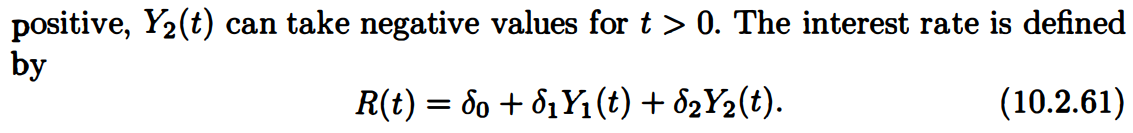 positive, Y₂(t) can take negative values for t > 0. The interest rate is defined
by
R(t) = δ₀ + δ₁Y₁(t) + δ₂Y₂(t). (10.2.61)